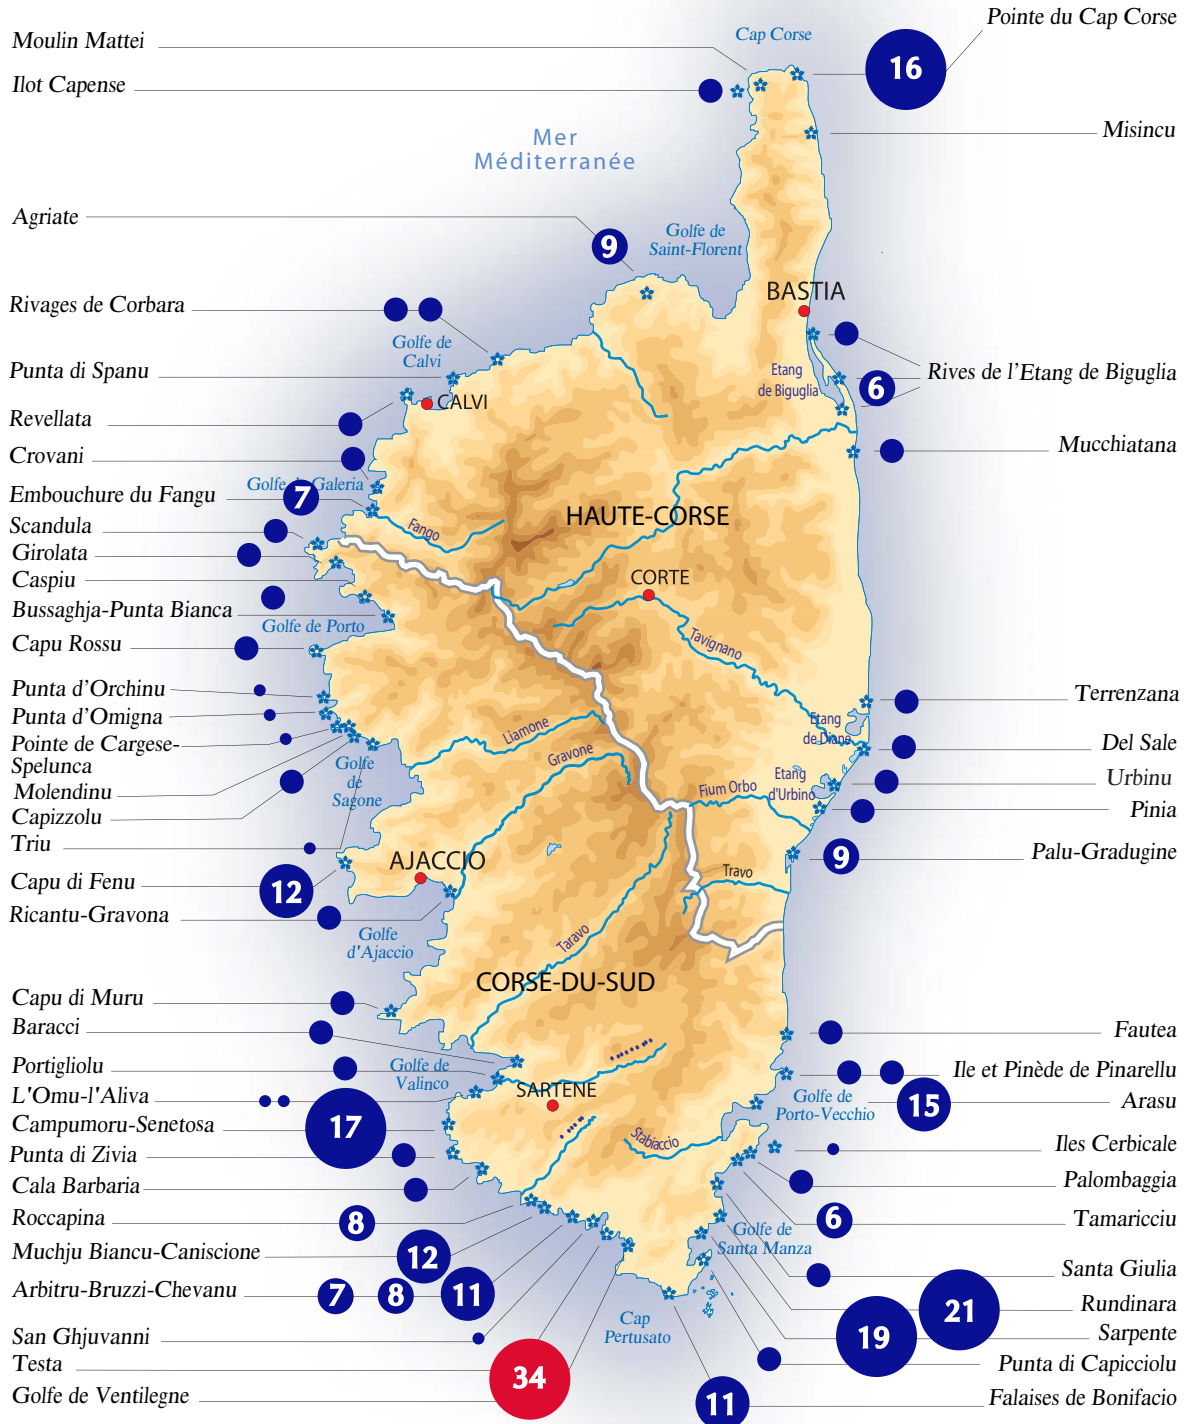 Pointe du Cap Corse
Cap Corse
Moulin Mattei
16
Ilot Capense
Misincu
Mer
Méditerranée
Agriate
9
Golfe de
Saint-Florent
BASTIA
Rivages de Corbara
Golfe de
Calvi
Punta di Spanu
Etang
de Biguglia
Rives de l'Etang de Biguglia
6
CALVI
Revellata
Mucchiatana
Crovani
Golfe de Galeria
Embouchure du Fangu
7
Scandula
Fango
HAUTE-CORSE
Girolata
Caspiu
CORTE
Bussaghja-Punta Bianca
Golfe de Porto
Capu Rossu
Tavignano
Punta d'Orchinu
Terrenzana
Punta d'Omigna
Pointe de Cargese-
Spelunca
Liamone
Etang
de Diane
Del Sale
Gravone
Golfe
de
Sagone
Molendinu
Etang
d'Urbino
Urbinu
Fium Orbo
Capizzolu
Pinia
Triu
Palu-Gradugine
9
AJACCIO
Travo
Capu di Fenu
12
Ricantu-Gravona
Golfe
d'Ajaccio
Taravo
CORSE-DU-SUD
Capu di Muru
Baracci
Fautea
Portigliolu
Golfe de
Valinco
Ile et Pinède de Pinarellu
L'Omu-l'Aliva
SARTENE
Golfe de
Porto-Vecchio
15
Arasu
Campumoru-Senetosa
17
Stabiaccio
Iles Cerbicale
Punta di Zivia
Palombaggia
Cala Barbaria
Roccapina
8
6
Tamaricciu
Golfe de
Santa Manza
Muchju Biancu-Caniscione
12
Santa Giulia
Arbitru-Bruzzi-Chevanu
7
8
11
21
Rundinara
Cap
Pertusato
19
Sarpente
San Ghjuvanni
Testa
34
Punta di Capicciolu
Golfe de Ventilegne
11
Falaises de Bonifacio